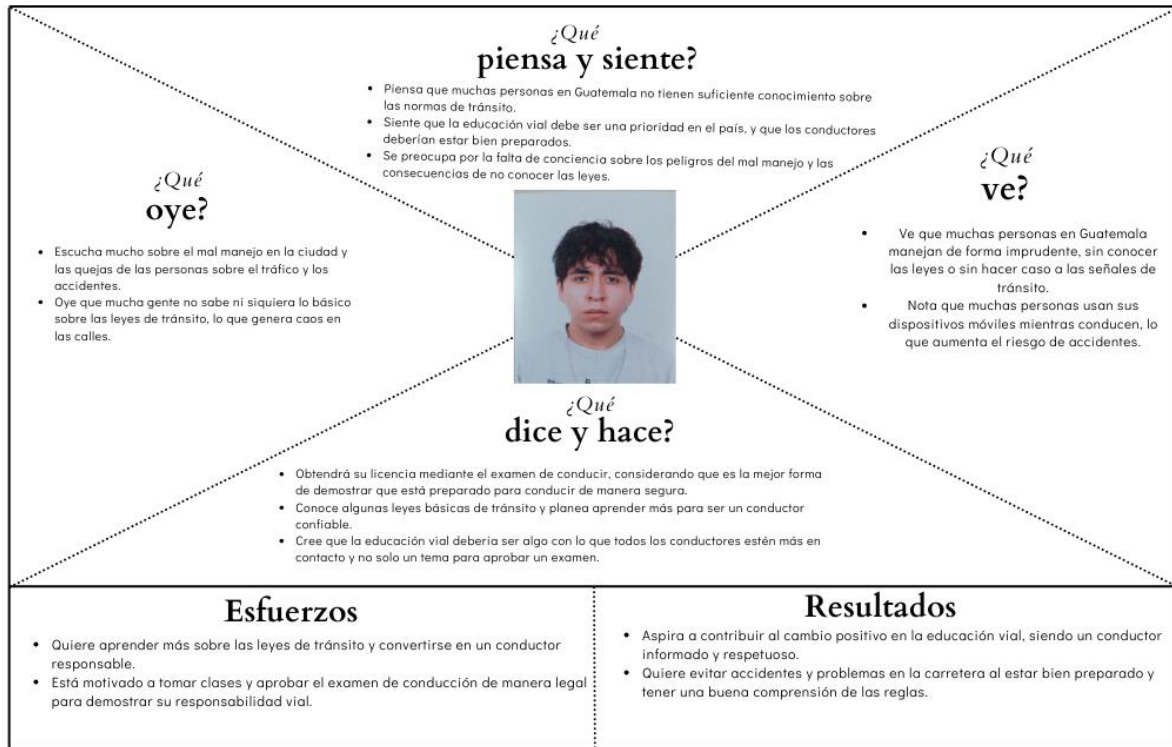 ¿Qué
piensa y siente?
• Piensa que muchas personas en Guatemala no tienen suficiente conocimiento sobre
las normas de tránsito.
• Siente que la educación vial debe ser una prioridad en el país, y que los conductores
deberían estar bien preparados.
• Se preocupa por la falta de conciencia sobre los peligros del mal manejo y las
consecuencias de no conocer las leyes.
¿Qué
oye?
• Escucha mucho sobre el mal manejo en la ciudad y
las quejas de las personas sobre el tráfico y los
accidentes.
• Oye que mucha gente no sabe ni siquiera lo básico
sobre las leyes de tránsito, lo que genera caos en
las calles.
¿Qué
ve?
• Ve que muchas personas en Guatemala
manejan de forma imprudente, sin conocer
las leyes o sin hacer caso a las señales de
tránsito.
• Nota que muchas personas usan sus
dispositivos móviles mientras conducen, lo
que aumenta el riesgo de accidentes.
¿Qué
dice y hace?
• Obtendrá su licencia mediante el examen de conducir, considerando que es la mejor forma
de demostrar que está preparado para conducir de manera segura.
• Conoce algunas leyes básicas de tránsito y planea aprender más para ser un conductor
confiable.
• Cree que la educación vial debería ser algo con lo que todos los conductores estén más en
contacto y no solo un tema para aprobar un examen.
Esfuerzos
• Quiere aprender más sobre las leyes de tránsito y convertirse en un conductor
responsable.
• Está motivado a tomar clases y aprobar el examen de conducción de manera legal
para demostrar su responsabilidad vial.
Resultados
• Aspira a contribuir al cambio positivo en la educación vial, siendo un conductor
informado y respetuoso.
• Quiere evitar accidentes y problemas en la carretera al estar bien preparado y
tener una buena comprensión de las reglas.